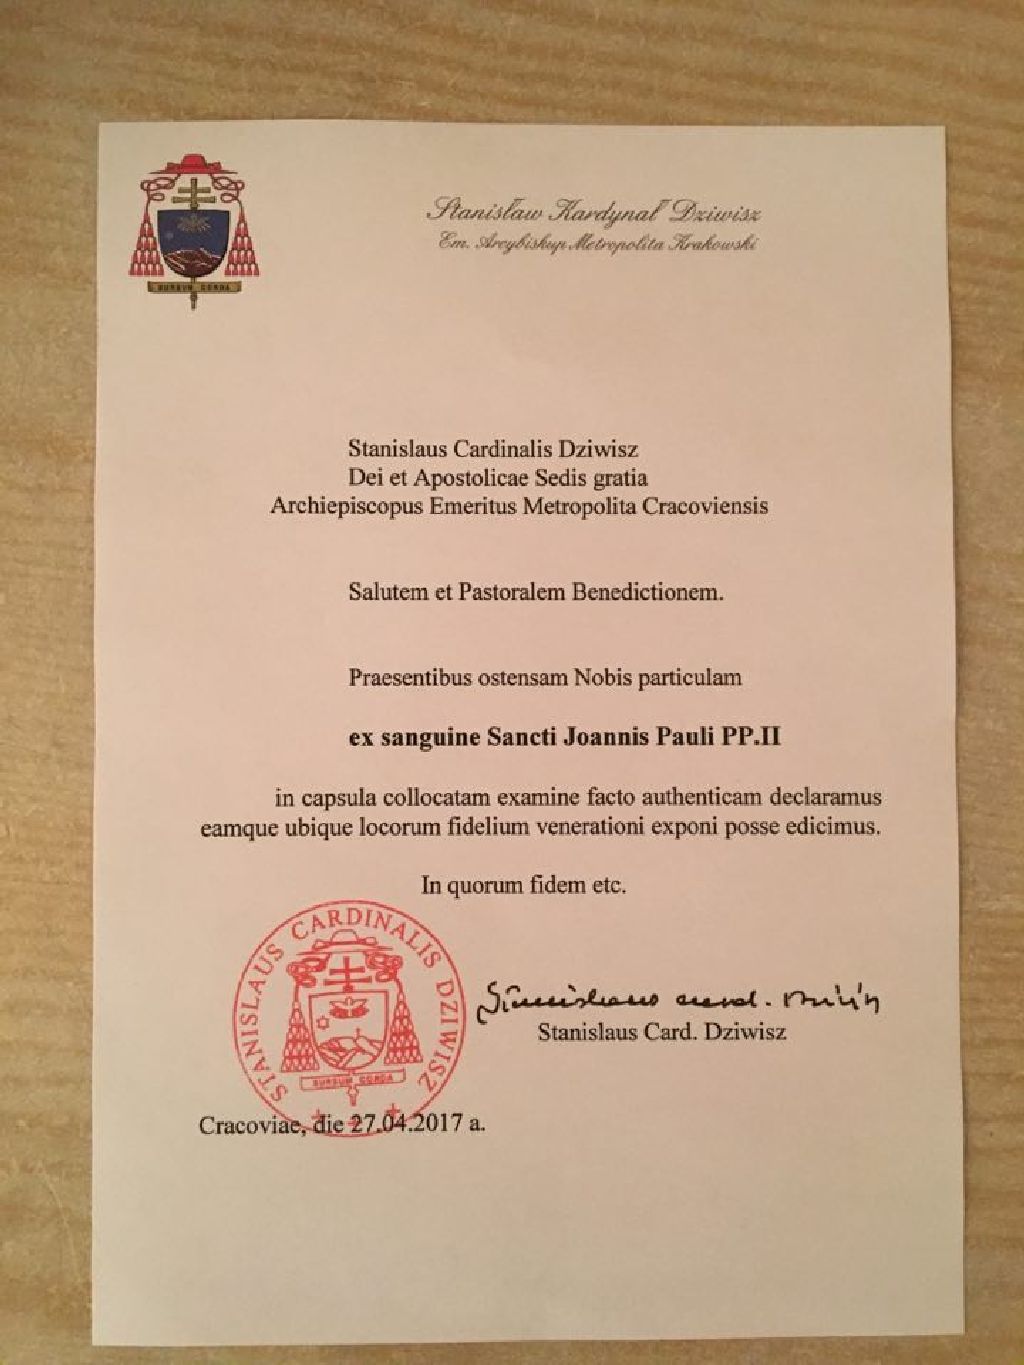 Stanisław Kardynał Dziwisz
Em. Arcybiskup Metropolita Krakowski
SURSUM CORDA
Stanislaus Cardinalis Dziwisz
Dei et Apostolicae Sedis gratia
Archiepiscopus Emeritus Metropolita Cracoviensis
Salutem et Pastoralem Benedictionem.
Praesentibus ostensam Nobis particulam
ex sanguine Sancti Joannis Pauli PP.II
in capsula collocatam examine facto authenticam declaramus
eamque ubique locorum fidelium venerationi exponi posse edicimus.
In quorum fidem etc.
STANISLAUS CARDINALIS DZIWISZ
SURSUM CORDA
Stanislaus Card. Dziwisz
Cracoviae, die 27.04.2017 a.